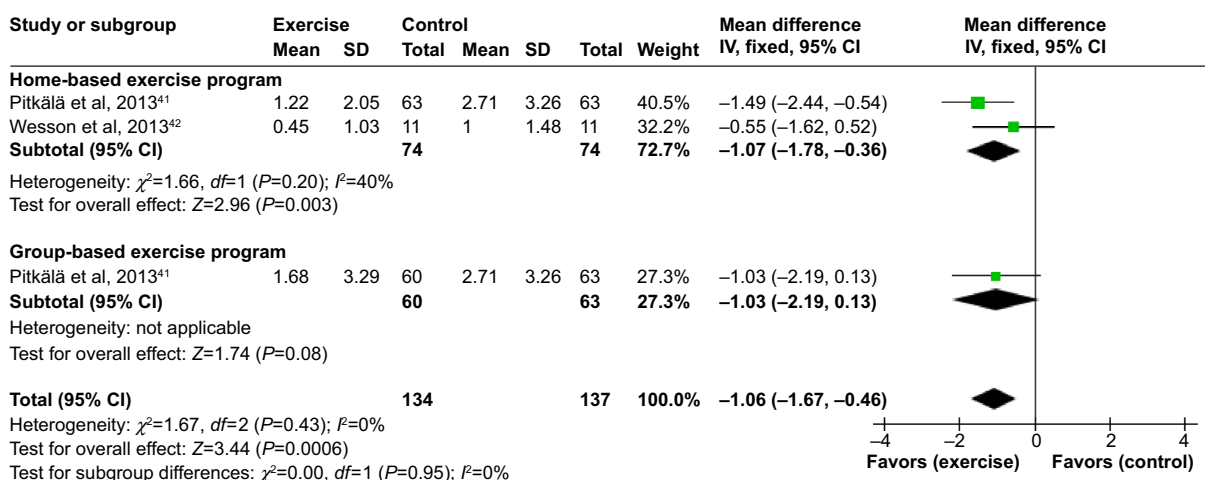 Study or subgroup Exercise Control Mean difference Mean difference
Mean SD Total Mean SD Total Weight IV, fixed, 95% CI IV, fixed, 95% CI
Home-based exercise program
Pitkälä et al, 2013⁴¹ 1.22 2.05 63 2.71 3.26 63 40.5% –1.49 (–2.44, –0.54)
Wesson et al, 2013⁴² 0.45 1.03 11 1 1.48 11 32.2% –0.55 (–1.62, 0.52)
Subtotal (95% CI) 74 74 72.7% –1.07 (–1.78, –0.36)
Heterogeneity: χ²=1.66, df=1 (P=0.20); I²=40%
Test for overall effect: Z=2.96 (P=0.003)
Group-based exercise program
Pitkälä et al, 2013⁴¹ 1.68 3.29 60 2.71 3.26 63 27.3% –1.03 (–2.19, 0.13)
Subtotal (95% CI) 60 63 27.3% –1.03 (–2.19, 0.13)
Heterogeneity: not applicable
Test for overall effect: Z=1.74 (P=0.08)
Total (95% CI) 134 137 100.0% –1.06 (–1.67, –0.46)
Heterogeneity: χ²=1.67, df=2 (P=0.43); I²=0%
Test for overall effect: Z=3.44 (P=0.0006)
Test for subgroup differences: χ²=0.00, df=1 (P=0.95); I²=0%
–4 –2 0 2 4
Favors (exercise) Favors (control)